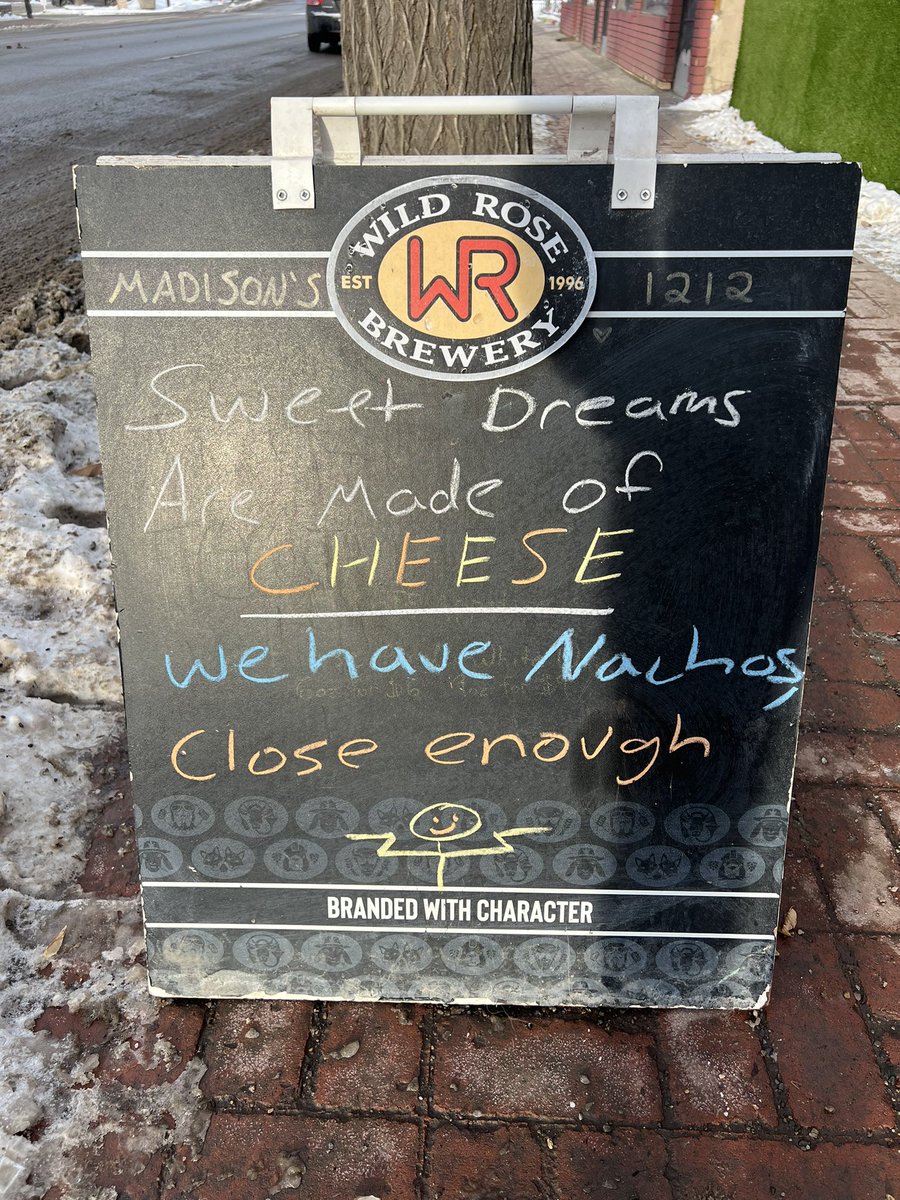 WILD ROSE
MADISON'S EST WR 1996 1212
BREWERY
Sweet Dreams
Are Made of
CHEESE
we have Nachos,
Close enough
BRANDED WITH CHARACTER